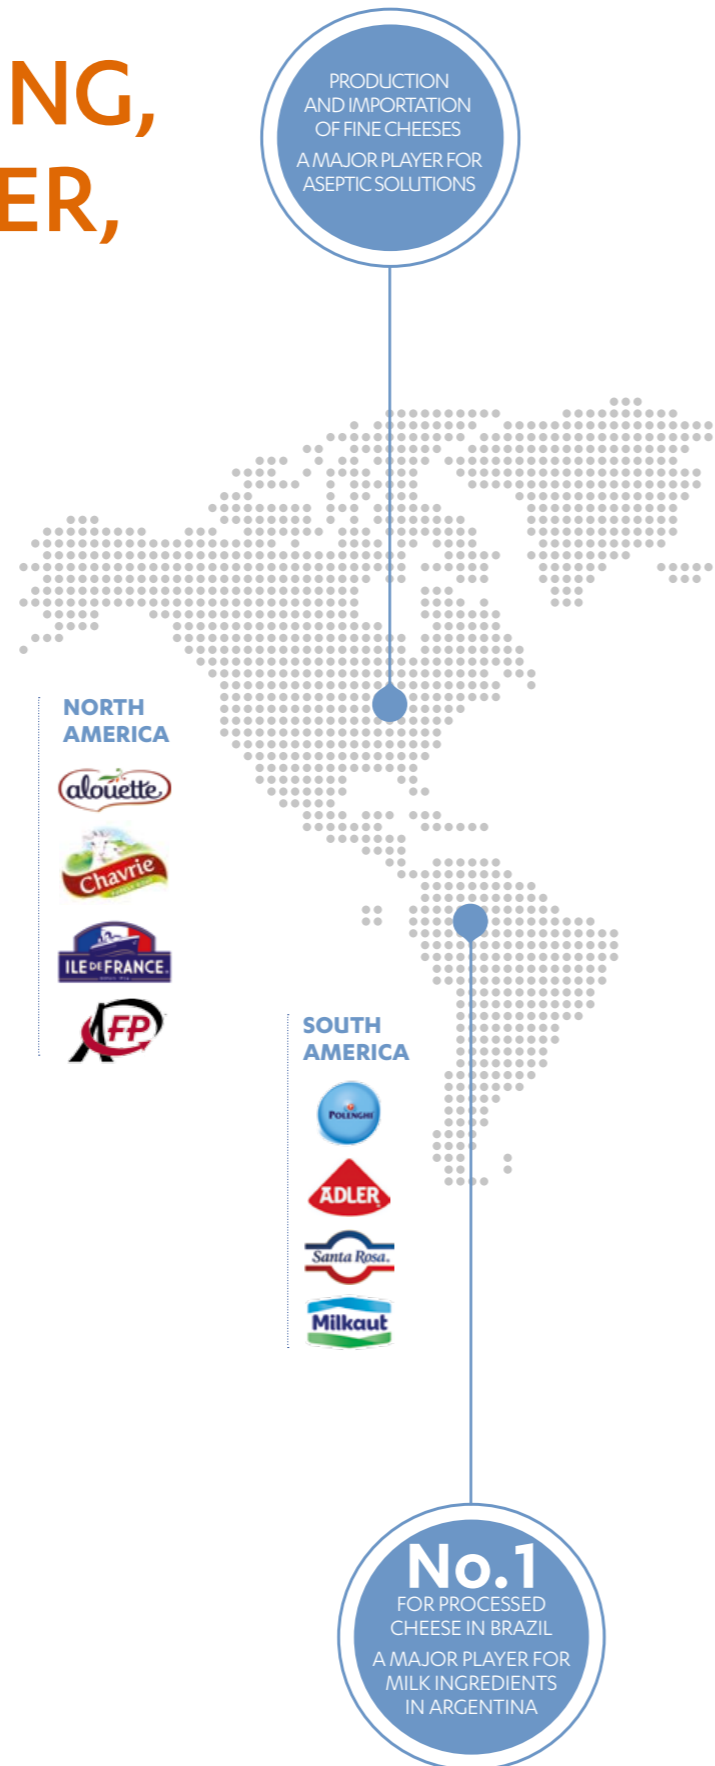 NG,
ER,
PRODUCTION
AND IMPORTATION
OF FINE CHEESES
A MAJOR PLAYER FOR
ASEPTIC SOLUTIONS
NORTH
AMERICA
alouette
Chavrie
ILE DE FRANCE
AFP
SOUTH
AMERICA
POLENGHI
ADLER
Santa Rosa
Milkaut
No.1
FOR PROCESSED
CHEESE IN BRAZIL
A MAJOR PLAYER FOR
MILK INGREDIENTS
IN ARGENTINA